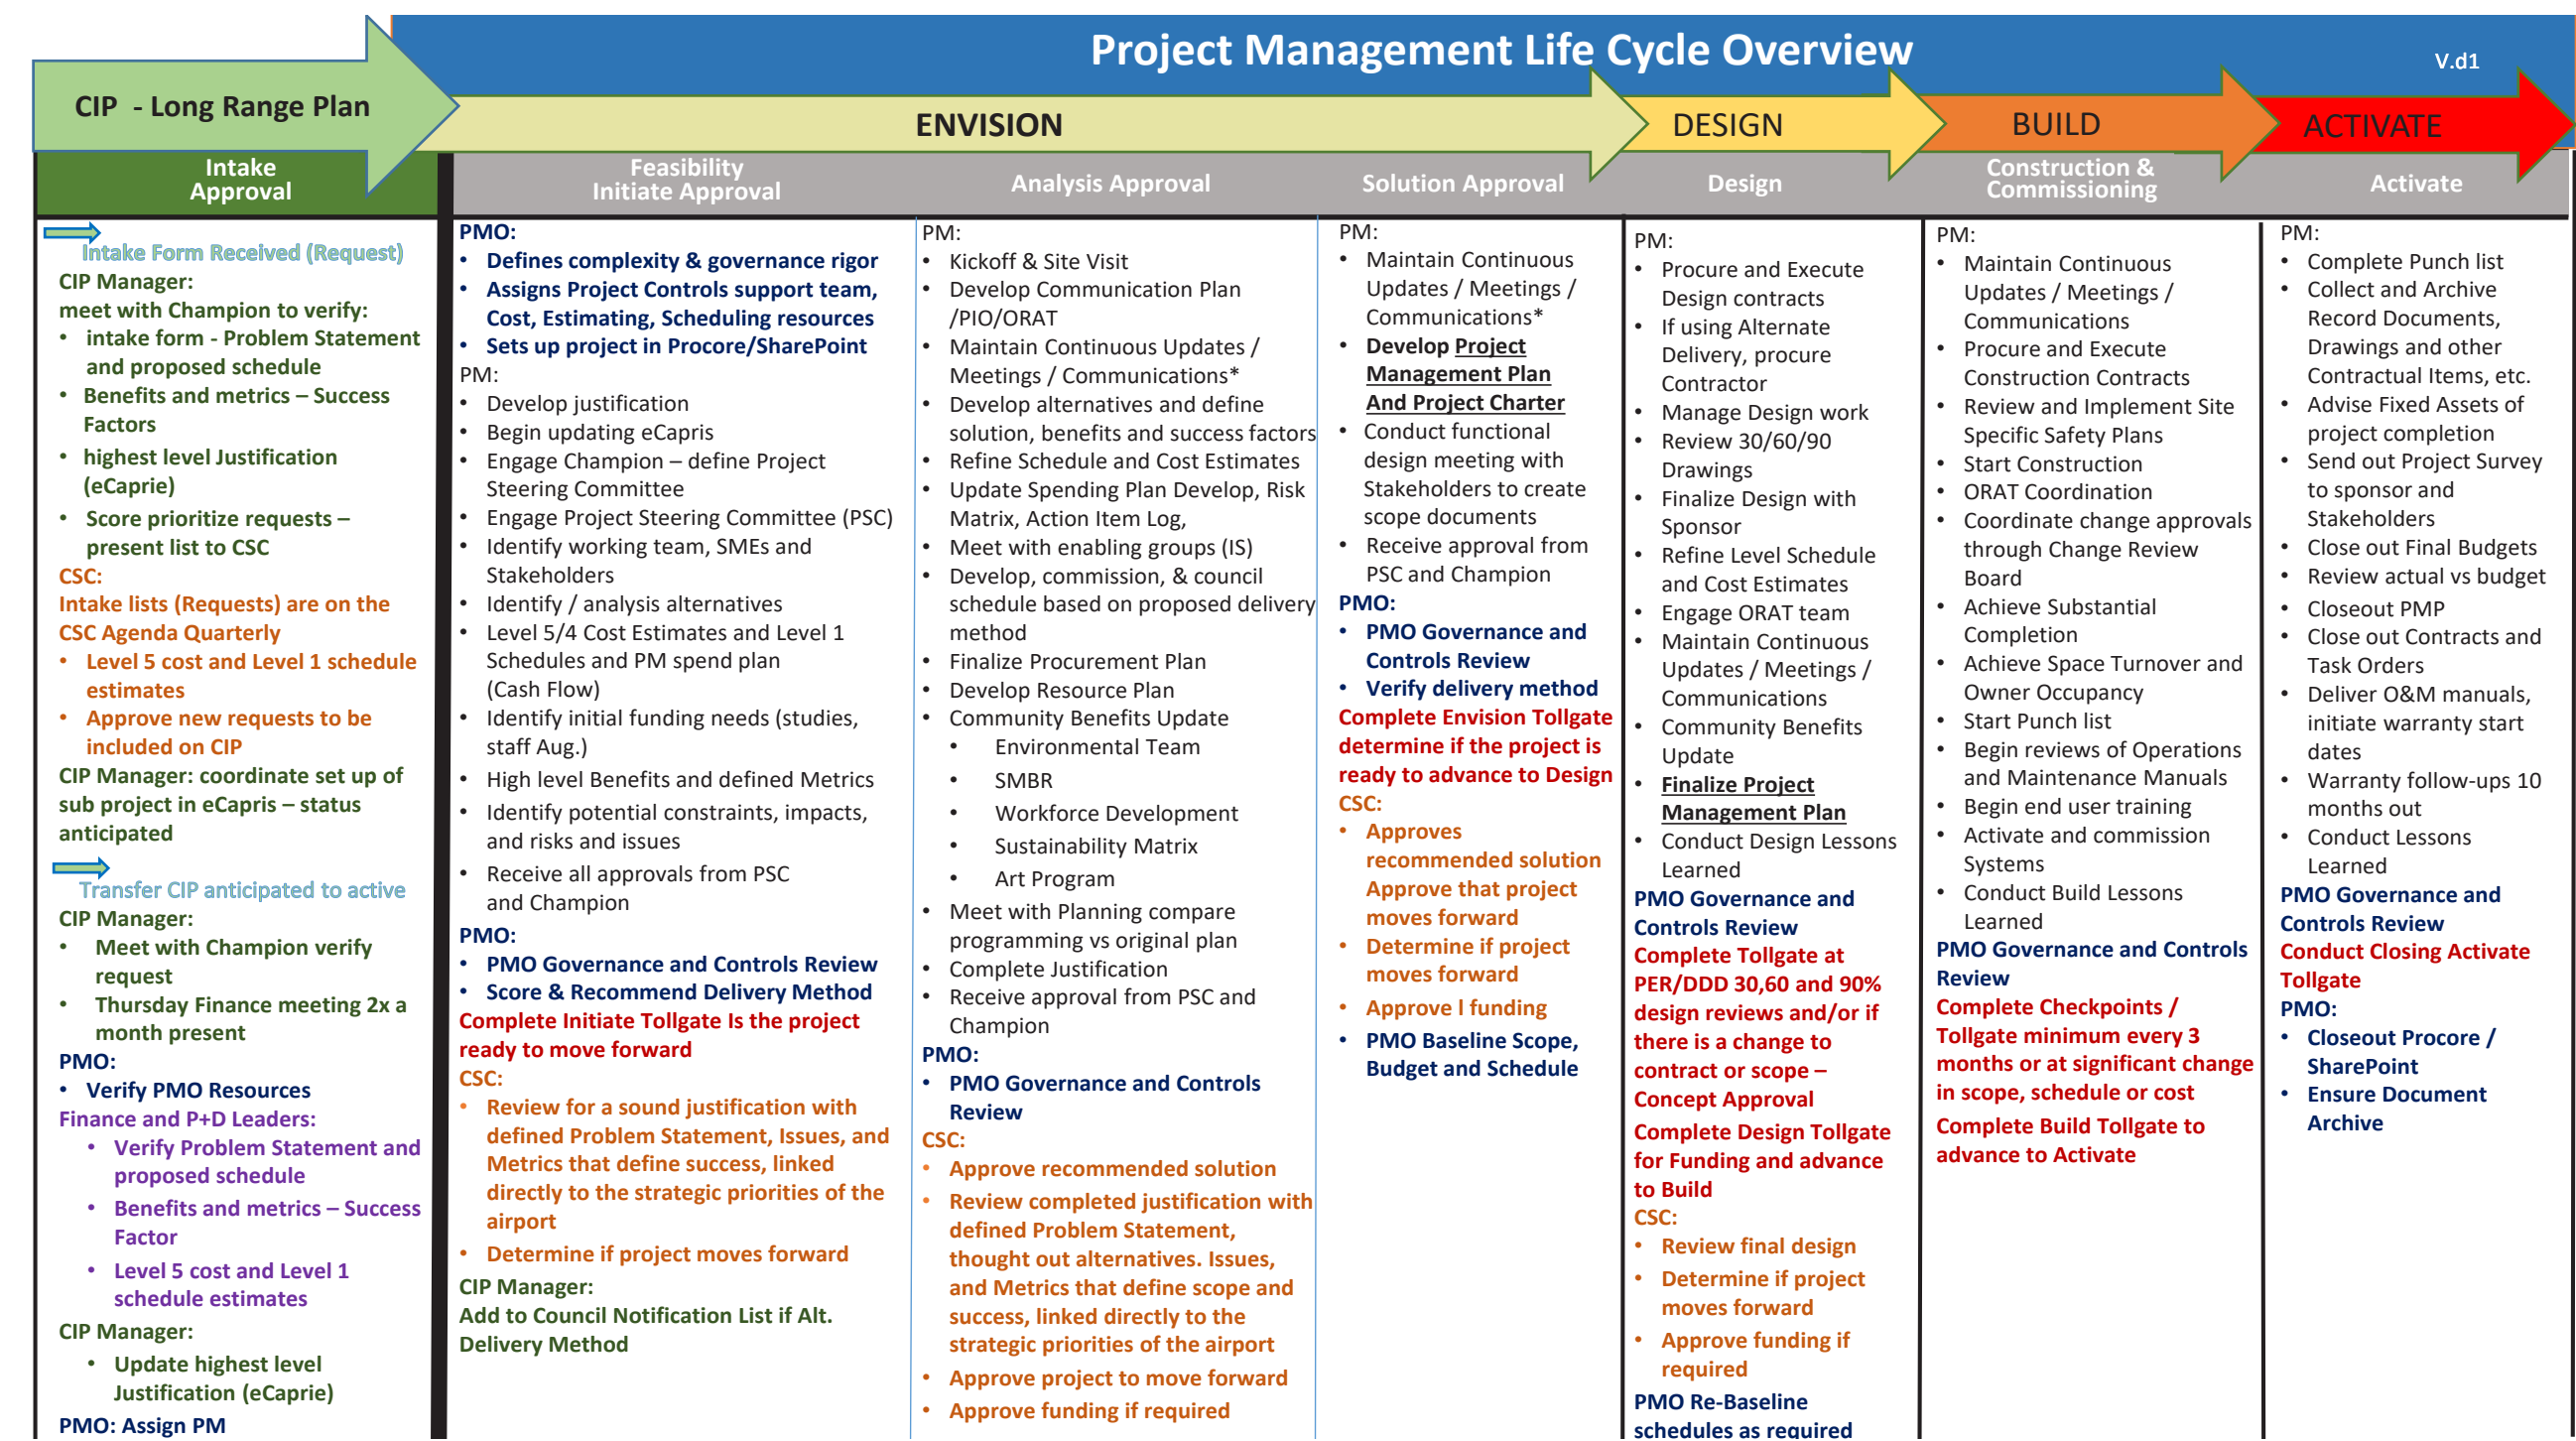 Project Management Life Cycle Overview
V.d1
CIP - Long Range Plan
ENVISION
DESIGN
BUILD
ACTIVATE
Intake
Approval
Feasibility
Initiate Approval
Analysis Approval
Solution Approval
Design
Construction &
Commissioning
Activate
Intake Form Received (Request)
CIP Manager:
meet with Champion to verify:
• intake form - Problem Statement
and proposed schedule
• Benefits and metrics – Success
Factors
• highest level Justification
(eCaprie)
• Score prioritize requests –
present list to CSC
CSC:
Intake lists (Requests) are on the
CSC Agenda Quarterly
• Level 5 cost and Level 1 schedule
estimates
• Approve new requests to be
included on CIP
CIP Manager: coordinate set up of
sub project in eCapris – status
anticipated
Transfer CIP anticipated to active
CIP Manager:
• Meet with Champion verify
request
• Thursday Finance meeting 2x a
month present
PMO:
• Verify PMO Resources
Finance and P+D Leaders:
• Verify Problem Statement and
proposed schedule
• Benefits and metrics – Success
Factor
• Level 5 cost and Level 1
schedule estimates
CIP Manager:
• Update highest level
Justification (eCaprie)
PMO: Assign PM
PMO:
• Defines complexity & governance rigor
• Assigns Project Controls support team,
Cost, Estimating, Scheduling resources
• Sets up project in Procore/SharePoint
PM:
• Develop justification
• Begin updating eCapris
• Engage Champion – define Project
Steering Committee
• Engage Project Steering Committee (PSC)
• Identify working team, SMEs and
Stakeholders
• Identify / analysis alternatives
• Level 5/4 Cost Estimates and Level 1
Schedules and PM spend plan
(Cash Flow)
• Identify initial funding needs (studies,
staff Aug.)
• High level Benefits and defined Metrics
• Identify potential constraints, impacts,
and risks and issues
• Receive all approvals from PSC
and Champion
PMO:
• PMO Governance and Controls Review
• Score & Recommend Delivery Method
Complete Initiate Tollgate Is the project
ready to move forward
CSC:
• Review for a sound justification with
defined Problem Statement, Issues, and
Metrics that define success, linked
directly to the strategic priorities of the
airport
• Determine if project moves forward
CIP Manager:
Add to Council Notification List if Alt.
Delivery Method
PM:
• Kickoff & Site Visit
• Develop Communication Plan
/PIO/ORAT
• Maintain Continuous Updates /
Meetings / Communications*
• Develop alternatives and define
solution, benefits and success factors
• Refine Schedule and Cost Estimates
• Update Spending Plan Develop, Risk
Matrix, Action Item Log,
• Meet with enabling groups (IS)
• Develop, commission, & council
schedule based on proposed delivery
method
• Finalize Procurement Plan
• Develop Resource Plan
• Community Benefits Update
• Environmental Team
• SMBR
• Workforce Development
• Sustainability Matrix
• Art Program
• Meet with Planning compare
programming vs original plan
• Complete Justification
• Receive approval from PSC and
Champion
PMO:
• PMO Governance and Controls
Review
CSC:
• Approve recommended solution
• Review completed justification with
defined Problem Statement,
thought out alternatives. Issues,
and Metrics that define scope and
success, linked directly to the
strategic priorities of the airport
• Approve project to move forward
• Approve funding if required
PM:
• Maintain Continuous
Updates / Meetings /
Communications*
• Develop Project
Management Plan
And Project Charter
• Conduct functional
design meeting with
Stakeholders to create
scope documents
• Receive approval from
PSC and Champion
PMO:
• PMO Governance and
Controls Review
• Verify delivery method
Complete Envision Tollgate
determine if the project is
ready to advance to Design
CSC:
• Approves
recommended solution
Approve that project
moves forward
• Determine if project
moves forward
• Approve l funding
• PMO Baseline Scope,
Budget and Schedule
PM:
• Procure and Execute
Design contracts
• If using Alternate
Delivery, procure
Contractor
• Manage Design work
• Review 30/60/90
Drawings
• Finalize Design with
Sponsor
• Refine Level Schedule
and Cost Estimates
• Engage ORAT team
• Maintain Continuous
Updates / Meetings /
Communications
• Community Benefits
Update
• Finalize Project
Management Plan
• Conduct Design Lessons
Learned
PMO Governance and
Controls Review
Complete Tollgate at
PER/DDD 30,60 and 90%
design reviews and/or if
there is a change to
contract or scope –
Concept Approval
Complete Design Tollgate
for Funding and advance
to Build
CSC:
• Review final design
• Determine if project
moves forward
• Approve funding if
required
PMO Re-Baseline
schedules as required
PM:
• Maintain Continuous
Updates / Meetings /
Communications
• Procure and Execute
Construction Contracts
• Review and Implement Site
Specific Safety Plans
• Start Construction
• ORAT Coordination
• Coordinate change approvals
through Change Review
Board
• Achieve Substantial
Completion
• Achieve Space Turnover and
Owner Occupancy
• Start Punch list
• Begin reviews of Operations
and Maintenance Manuals
• Begin end user training
• Activate and commission
Systems
• Conduct Build Lessons
Learned
PMO Governance and Controls
Review
Complete Checkpoints /
Tollgate minimum every 3
months or at significant change
in scope, schedule or cost
Complete Build Tollgate to
advance to Activate
PM:
• Complete Punch list
• Collect and Archive
Record Documents,
Drawings and other
Contractual Items, etc.
• Advise Fixed Assets of
project completion
• Send out Project Survey
to sponsor and
Stakeholders
• Close out Final Budgets
• Review actual vs budget
• Closeout PMP
• Close out Contracts and
Task Orders
• Deliver O&M manuals,
initiate warranty start
dates
• Warranty follow-ups 10
months out
• Conduct Lessons
Learned
PMO Governance and
Controls Review
Conduct Closing Activate
Tollgate
PMO:
• Closeout Procore /
SharePoint
• Ensure Document
Archive